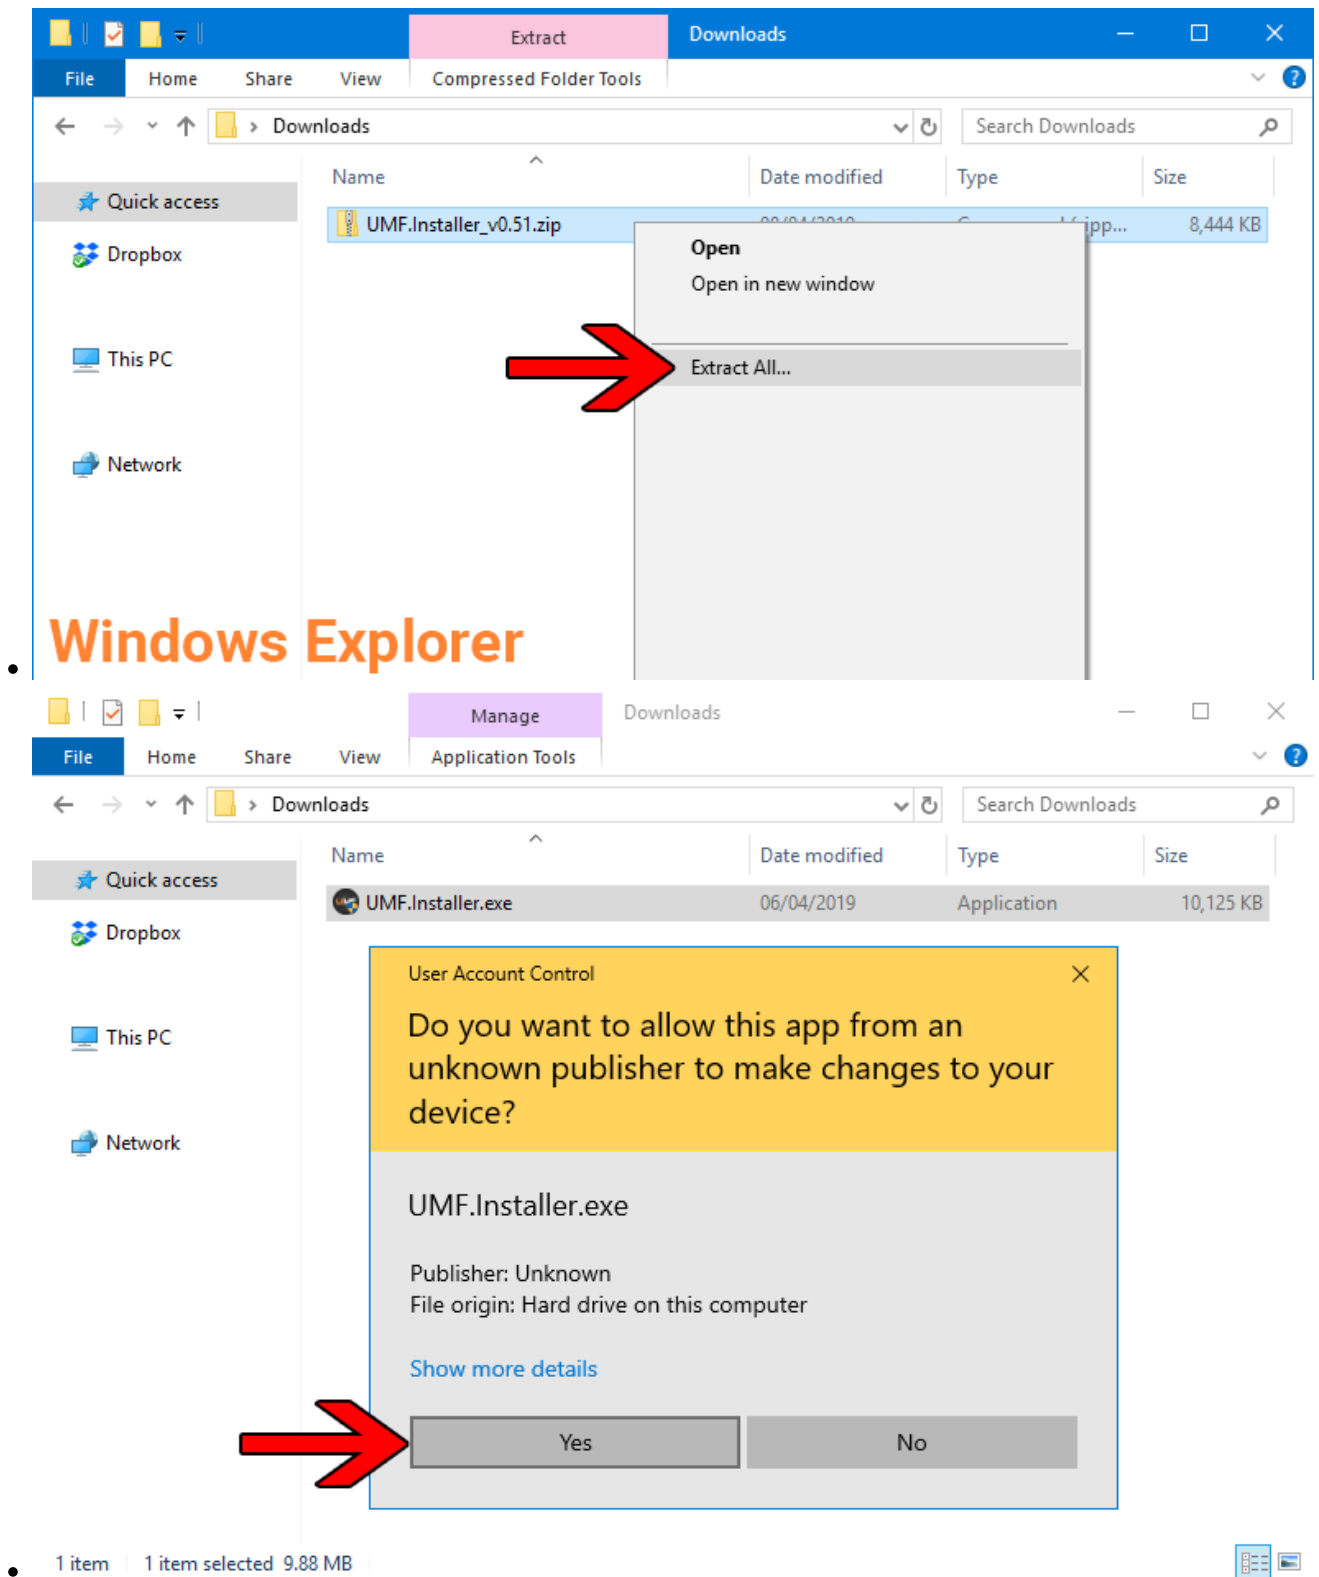 Extract
Downloads
File Home Share View Compressed Folder Tools
Downloads
Search Downloads
Name Date modified Type Size
Quick access
UMF.Installer_v0.51.zip 8,444 KB
Open
Dropbox
Open in new window
This PC
Extract All...
Network
Windows Explorer
Manage
Downloads
File Home Share View Application Tools
Downloads
Search Downloads
Name Date modified Type Size
Quick access
UMF.Installer.exe 06/04/2019 Application 10,125 KB
Dropbox
User Account Control
Do you want to allow this app from an
unknown publisher to make changes to your
device?
This PC
Network
UMF.Installer.exe
Publisher: Unknown
File origin: Hard drive on this computer
Show more details
Yes No
1 item 1 item selected 9.88 MB